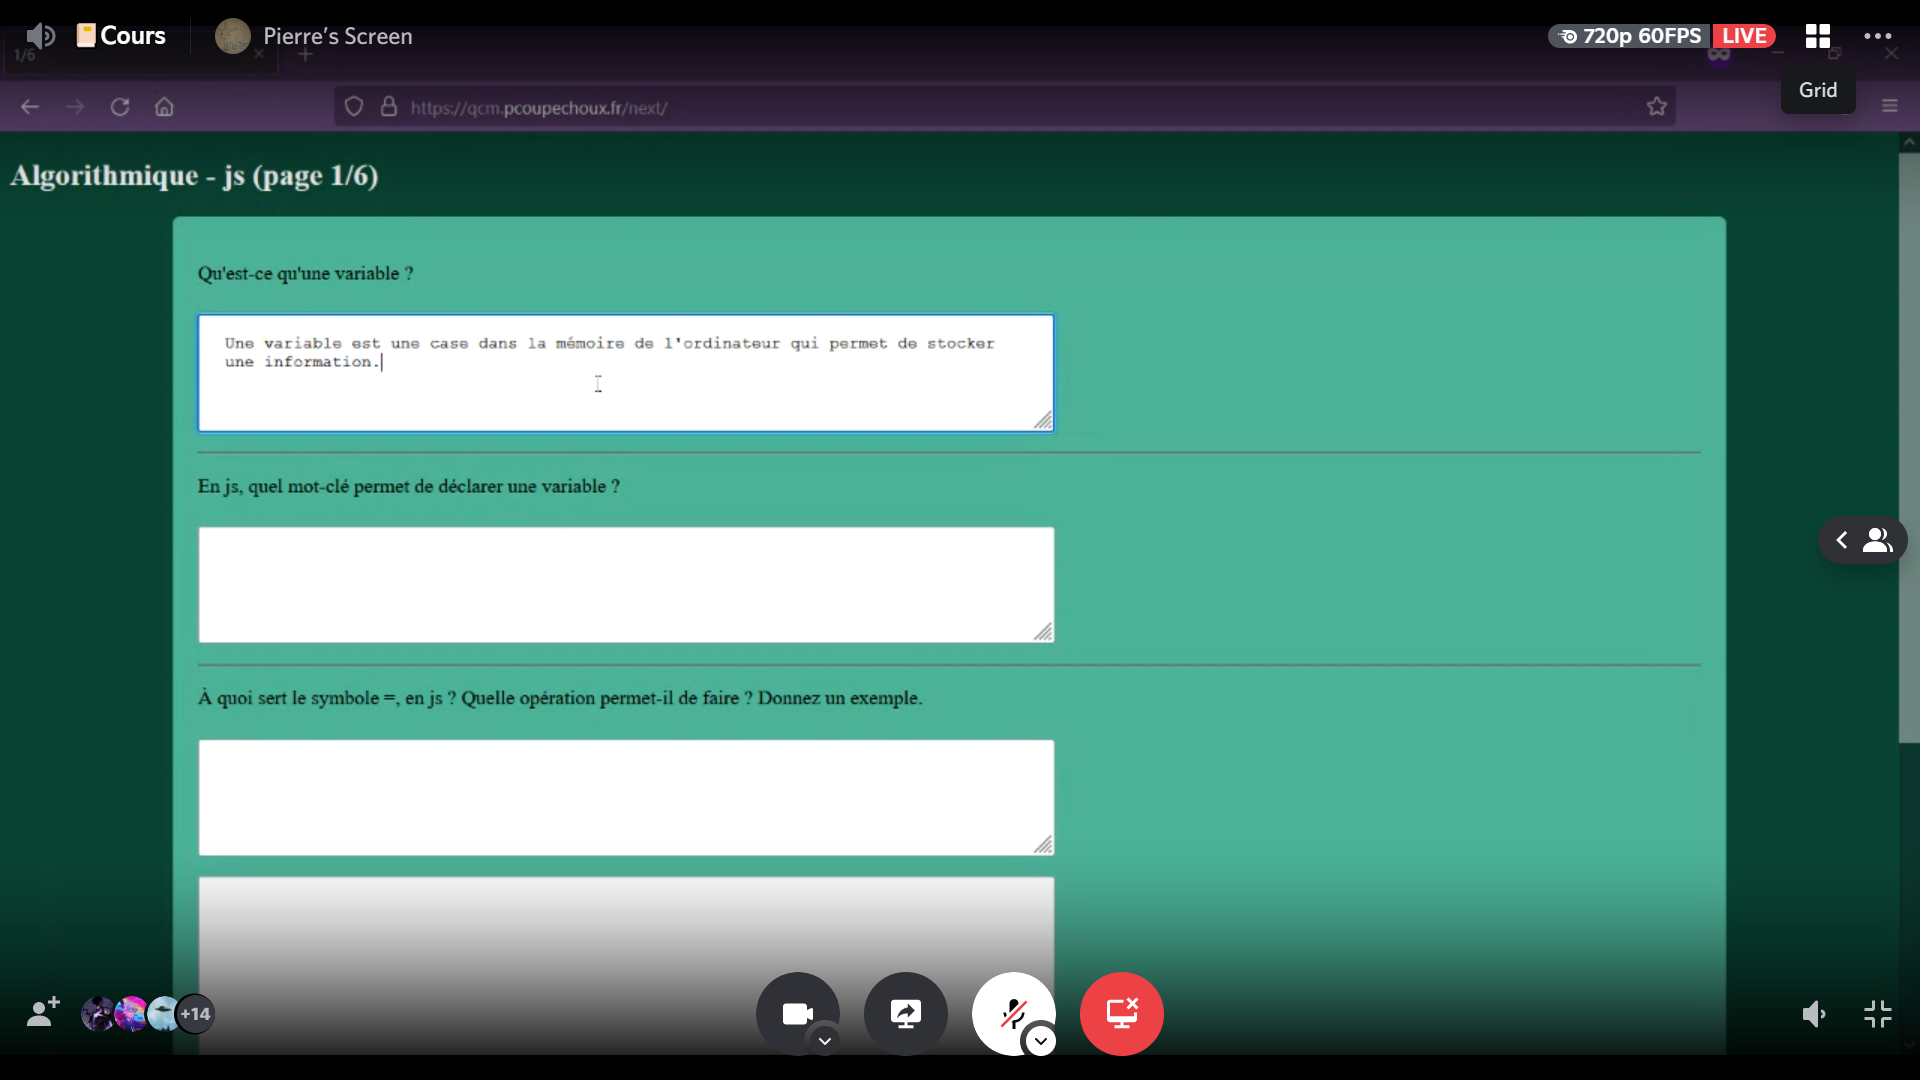 Cours
Pierre's Screen
720p 60FPS
LIVE
1/6
Grid
https://qcm.pcoupechoux.fr/next/
Algorithmique - js (page 1/6)
Qu'est-ce qu'une variable ?
Une variable est une case dans la mémoire de l'ordinateur qui permet de stocker
une information.
En js, quel mot-clé permet de déclarer une variable ?
À quoi sert le symbole =, en js ? Quelle opération permet-il de faire ? Donnez un exemple.
+14